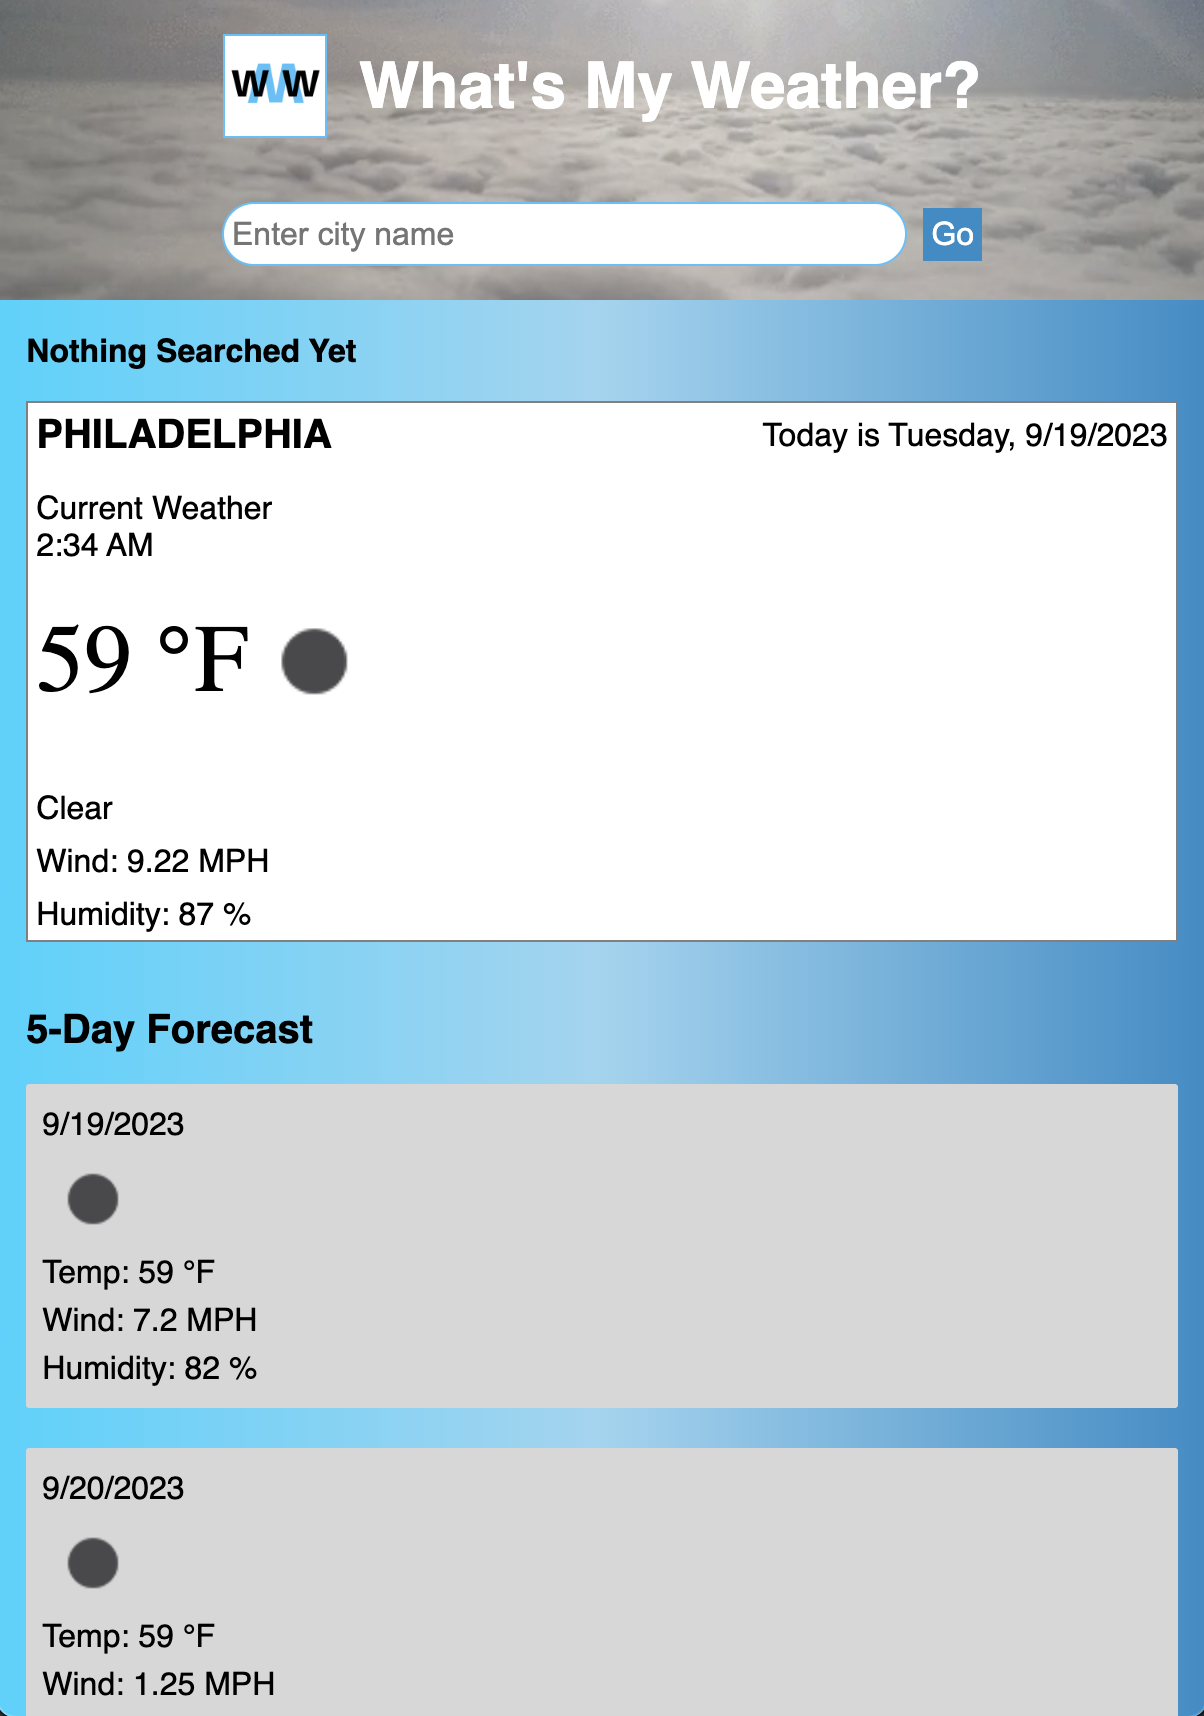 WMW What's My Weather?
Enter city name Go
Nothing Searched Yet
PHILADELPHIA Today is Tuesday, 9/19/2023
Current Weather
2:34 AM
59 °F
Clear
Wind: 9.22 MPH
Humidity: 87 %
5-Day Forecast
9/19/2023
Temp: 59 °F
Wind: 7.2 MPH
Humidity: 82 %
9/20/2023
Temp: 59 °F
Wind: 1.25 MPH